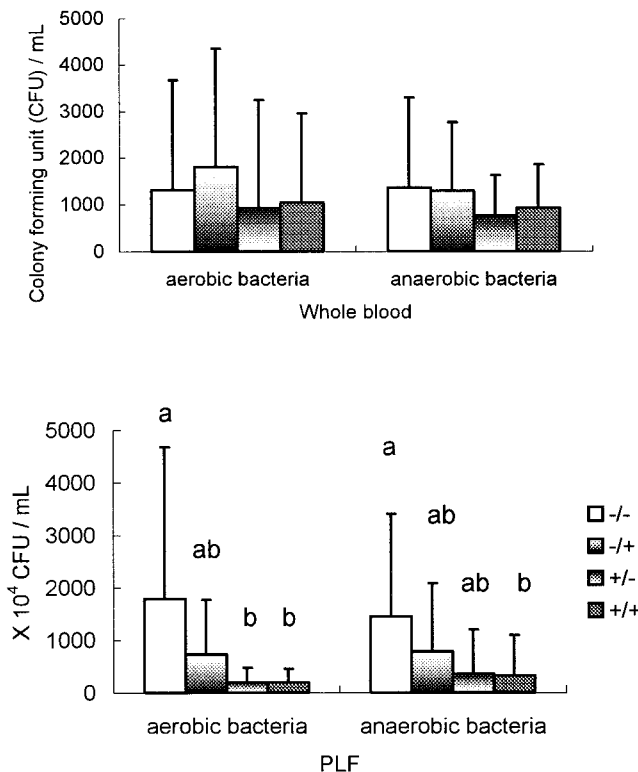 Colony forming unit (CFU) / mL
5000
4000
3000
2000
1000
0
aerobic bacteria
anaerobic bacteria
Whole blood
X 10⁴ CFU / mL
5000
4000
3000
2000
1000
0
a
ab
b
b
a
ab
ab
b
aerobic bacteria
anaerobic bacteria
PLF
-/-
-/+
+/-
+/+